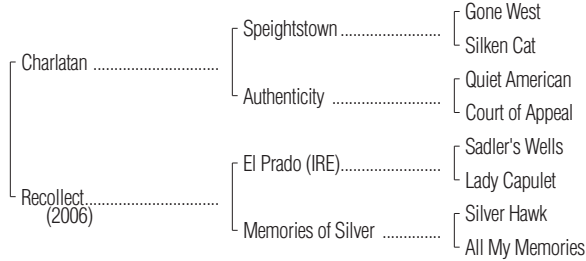 Gone West
Speightstown
Silken Cat
Charlatan
Quiet American
Authenticity
Court of Appeal
Sadler's Wells
El Prado (IRE)
Lady Capulet
Recollect
(2006)
Silver Hawk
Memories of Silver
All My Memories